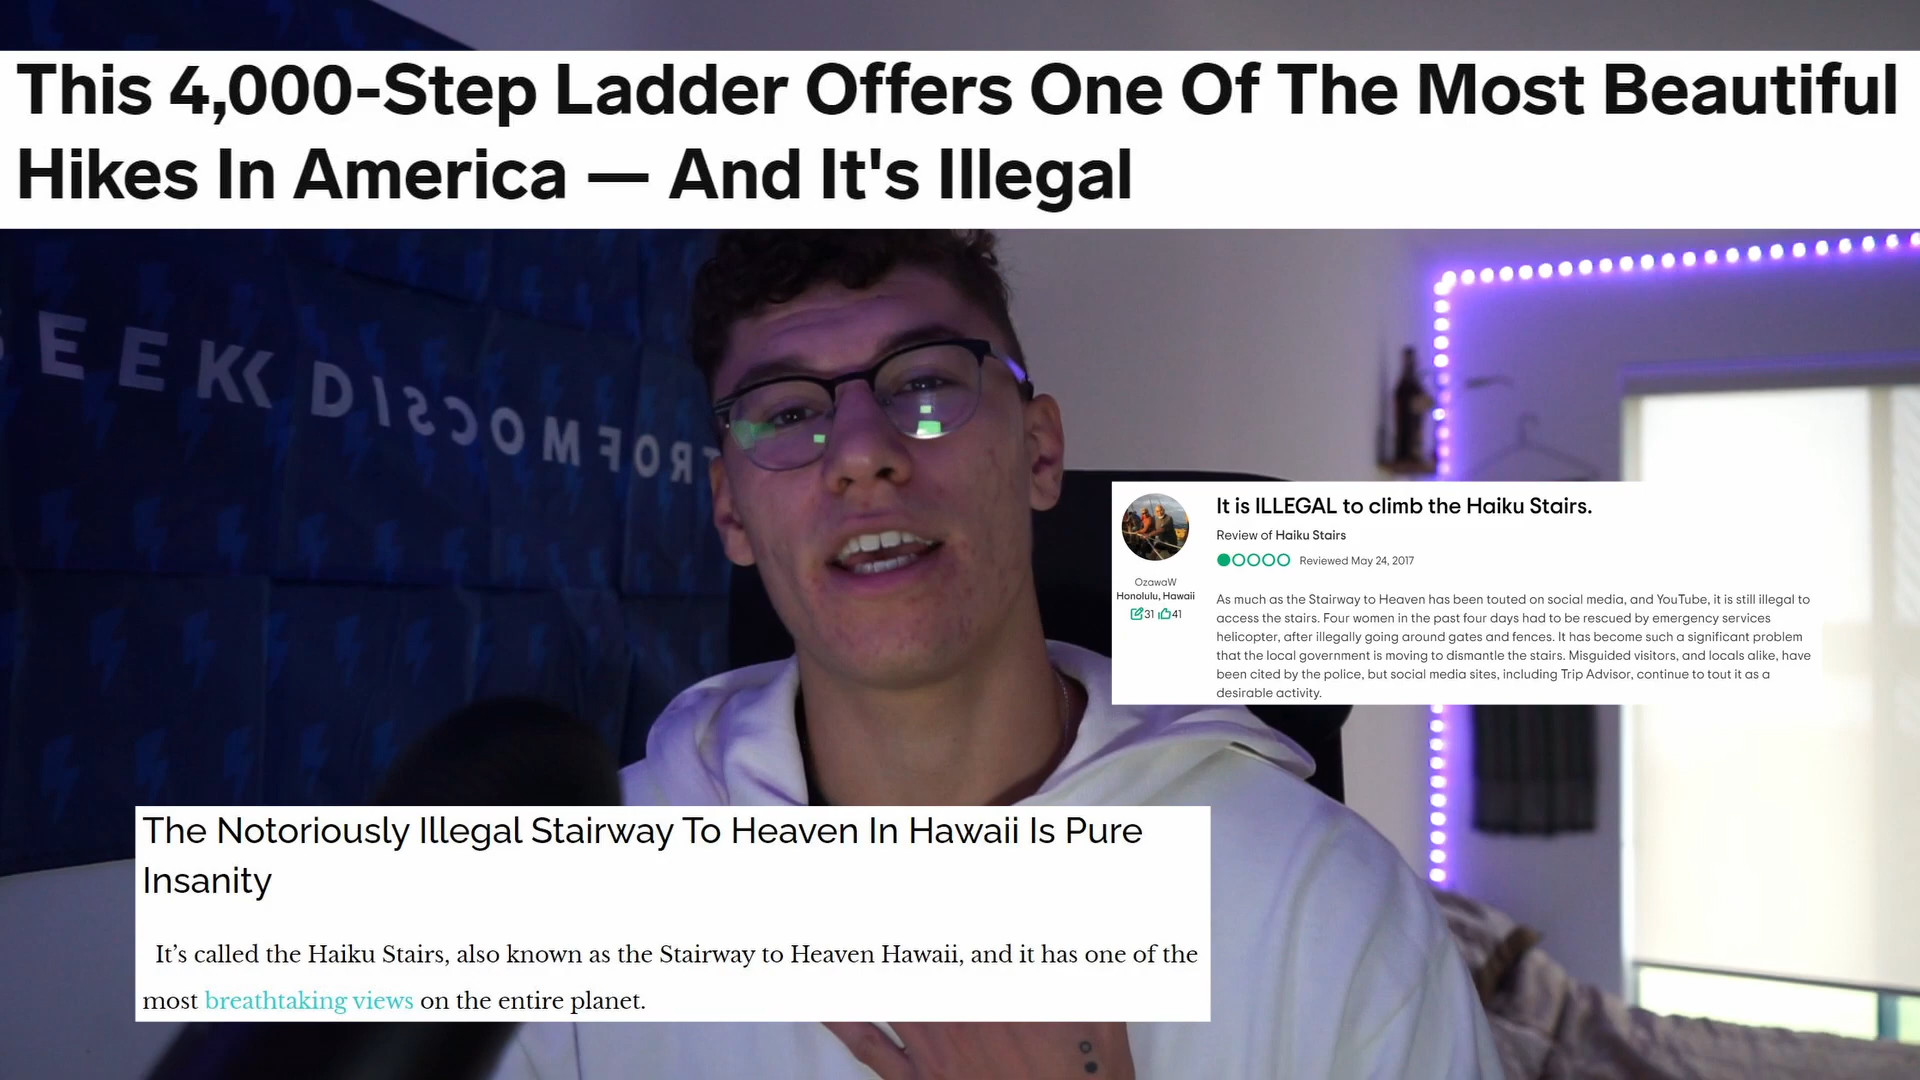 This 4,000-Step Ladder Offers One Of The Most Beautiful
Hikes In America — And It's Illegal
SEEK DISCOMFORT
It is ILLEGAL to climb the Haiku Stairs.
Review of Haiku Stairs
Reviewed May 24, 2017
OzawaW
Honolulu, Hawaii
31 41
As much as the Stairway to Heaven has been touted on social media, and YouTube, it is still illegal to
access the stairs. Four women in the past four days had to be rescued by emergency services
helicopter, after illegally going around gates and fences. It has become such a significant problem
that the local government is moving to dismantle the stairs. Misguided visitors, and locals alike, have
been cited by the police, but social media sites, including Trip Advisor, continue to tout it as a
desirable activity.
The Notoriously Illegal Stairway To Heaven In Hawaii Is Pure
Insanity
It’s called the Haiku Stairs, also known as the Stairway to Heaven Hawaii, and it has one of the
most breathtaking views on the entire planet.